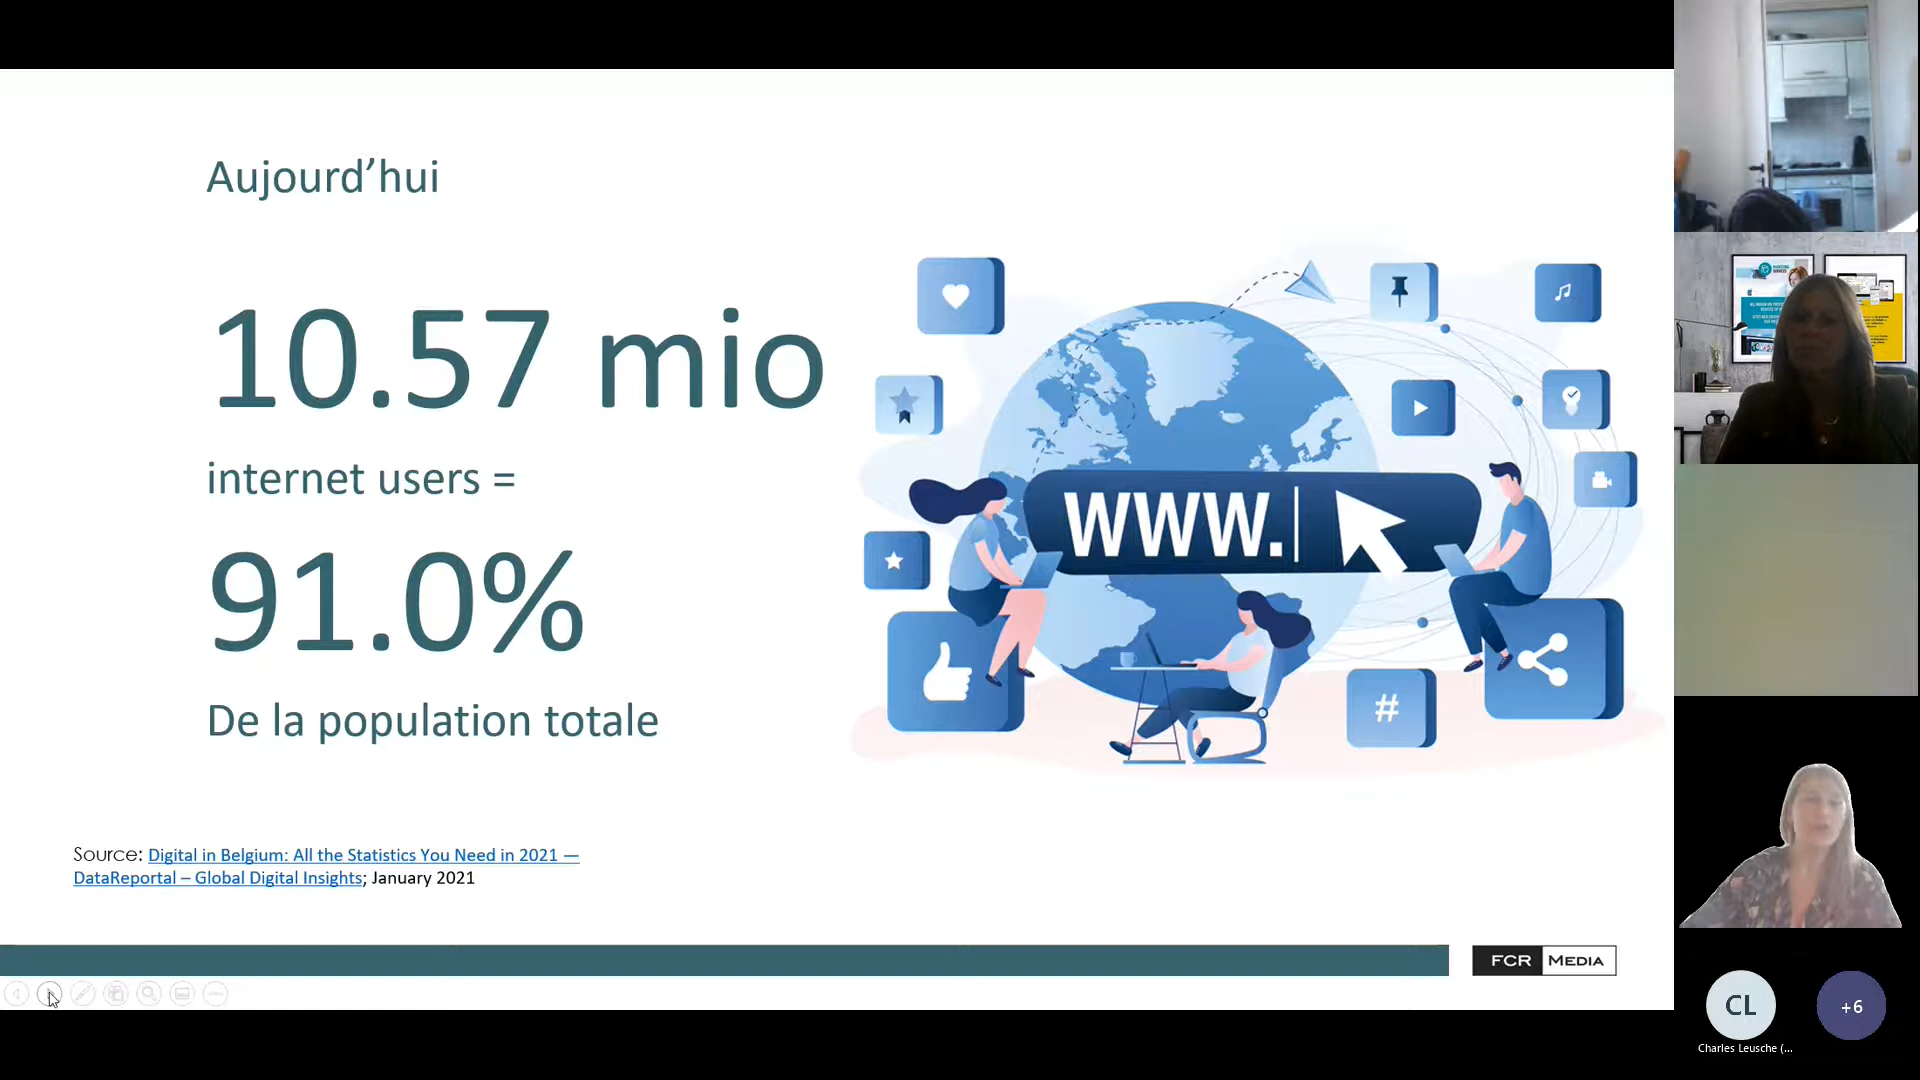 Aujourd’hui
10.57 mio
internet users =
91.0%
De la population totale
WWW.
#
Source: Digital in Belgium: All the Statistics You Need in 2021 —
DataReportal – Global Digital Insights; January 2021
FCR MEDIA
CL
+6
Charles Leusche (...